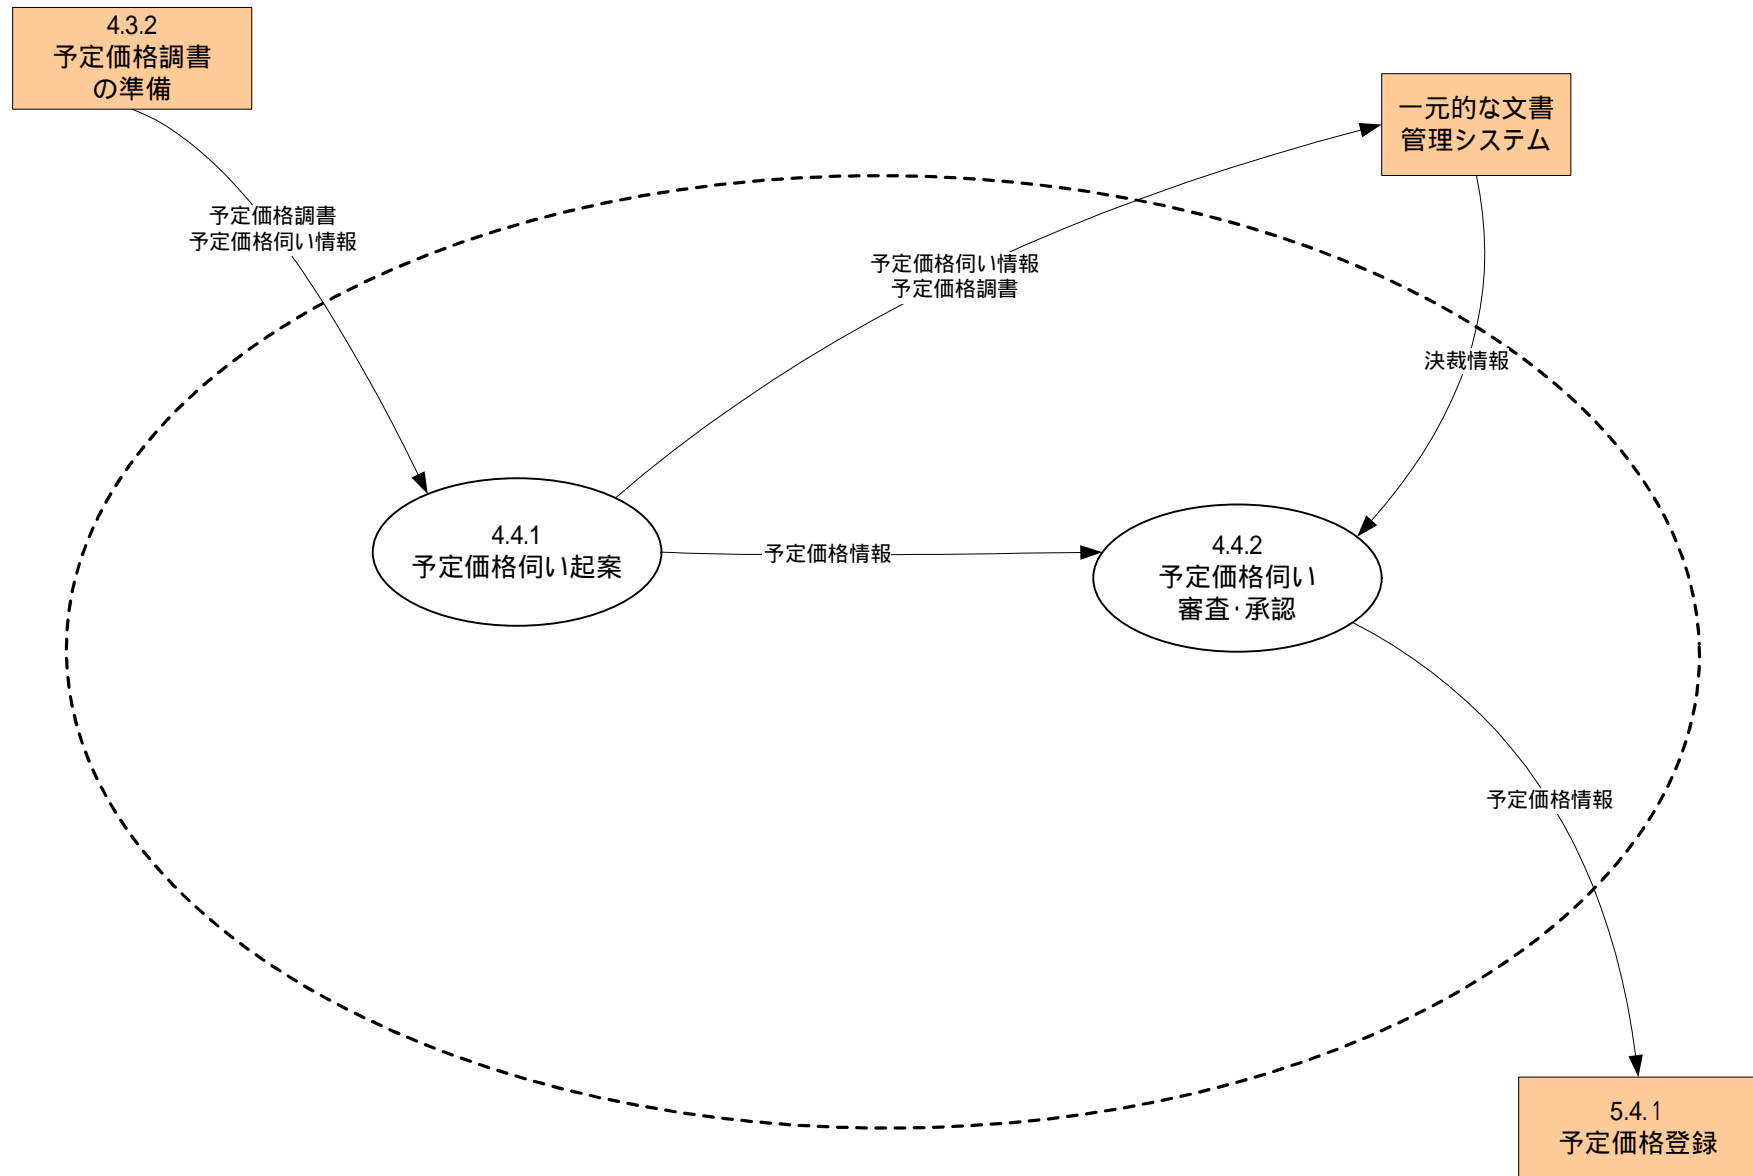 4.3.2
予定価格調書
の準備
一元的な文書
管理システム
予定価格調書
予定価格伺い情報
予定価格伺い情報
予定価格調書
決裁情報
4.4.1
予定価格伺い起案
予定価格情報
4.4.2
予定価格伺い
審査・承認
予定価格情報
5.4.1
予定価格登録